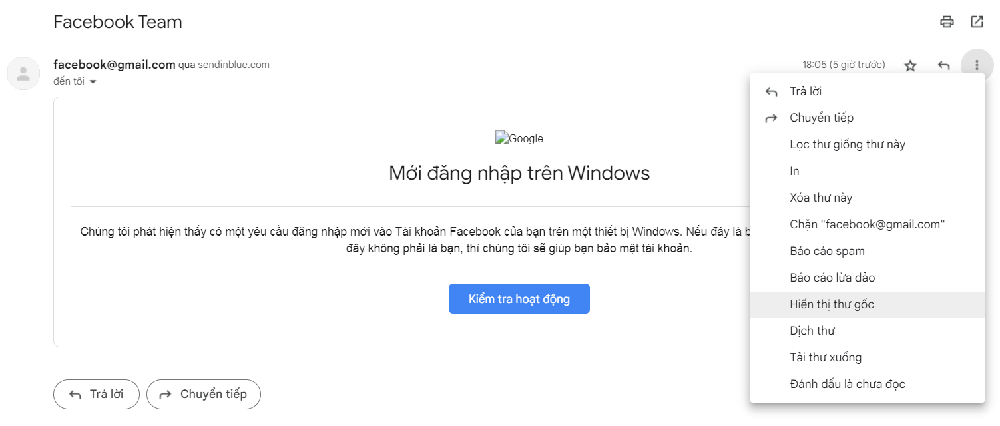 Facebook Team
facebook@gmail.com qua sendinblue.com
18:05 (5 giờ trước)
đến tôi
Google
Mới đăng nhập trên Windows
Chúng tôi phát hiện thấy có một yêu cầu đăng nhập mới vào Tài khoản Facebook của bạn trên một thiết bị Windows. Nếu đây là
đây không phải là bạn, thì chúng tôi sẽ giúp bạn bảo mật tài khoản.
Kiểm tra hoạt động
Trả lời
Chuyển tiếp
Trả lời
Chuyển tiếp
Lọc thư giống thư này
In
Xóa thư này
Chặn "facebook@gmail.com"
Báo cáo spam
Báo cáo lừa đảo
Hiển thị thư gốc
Dịch thư
Tải thư xuống
Đánh dấu là chưa đọc